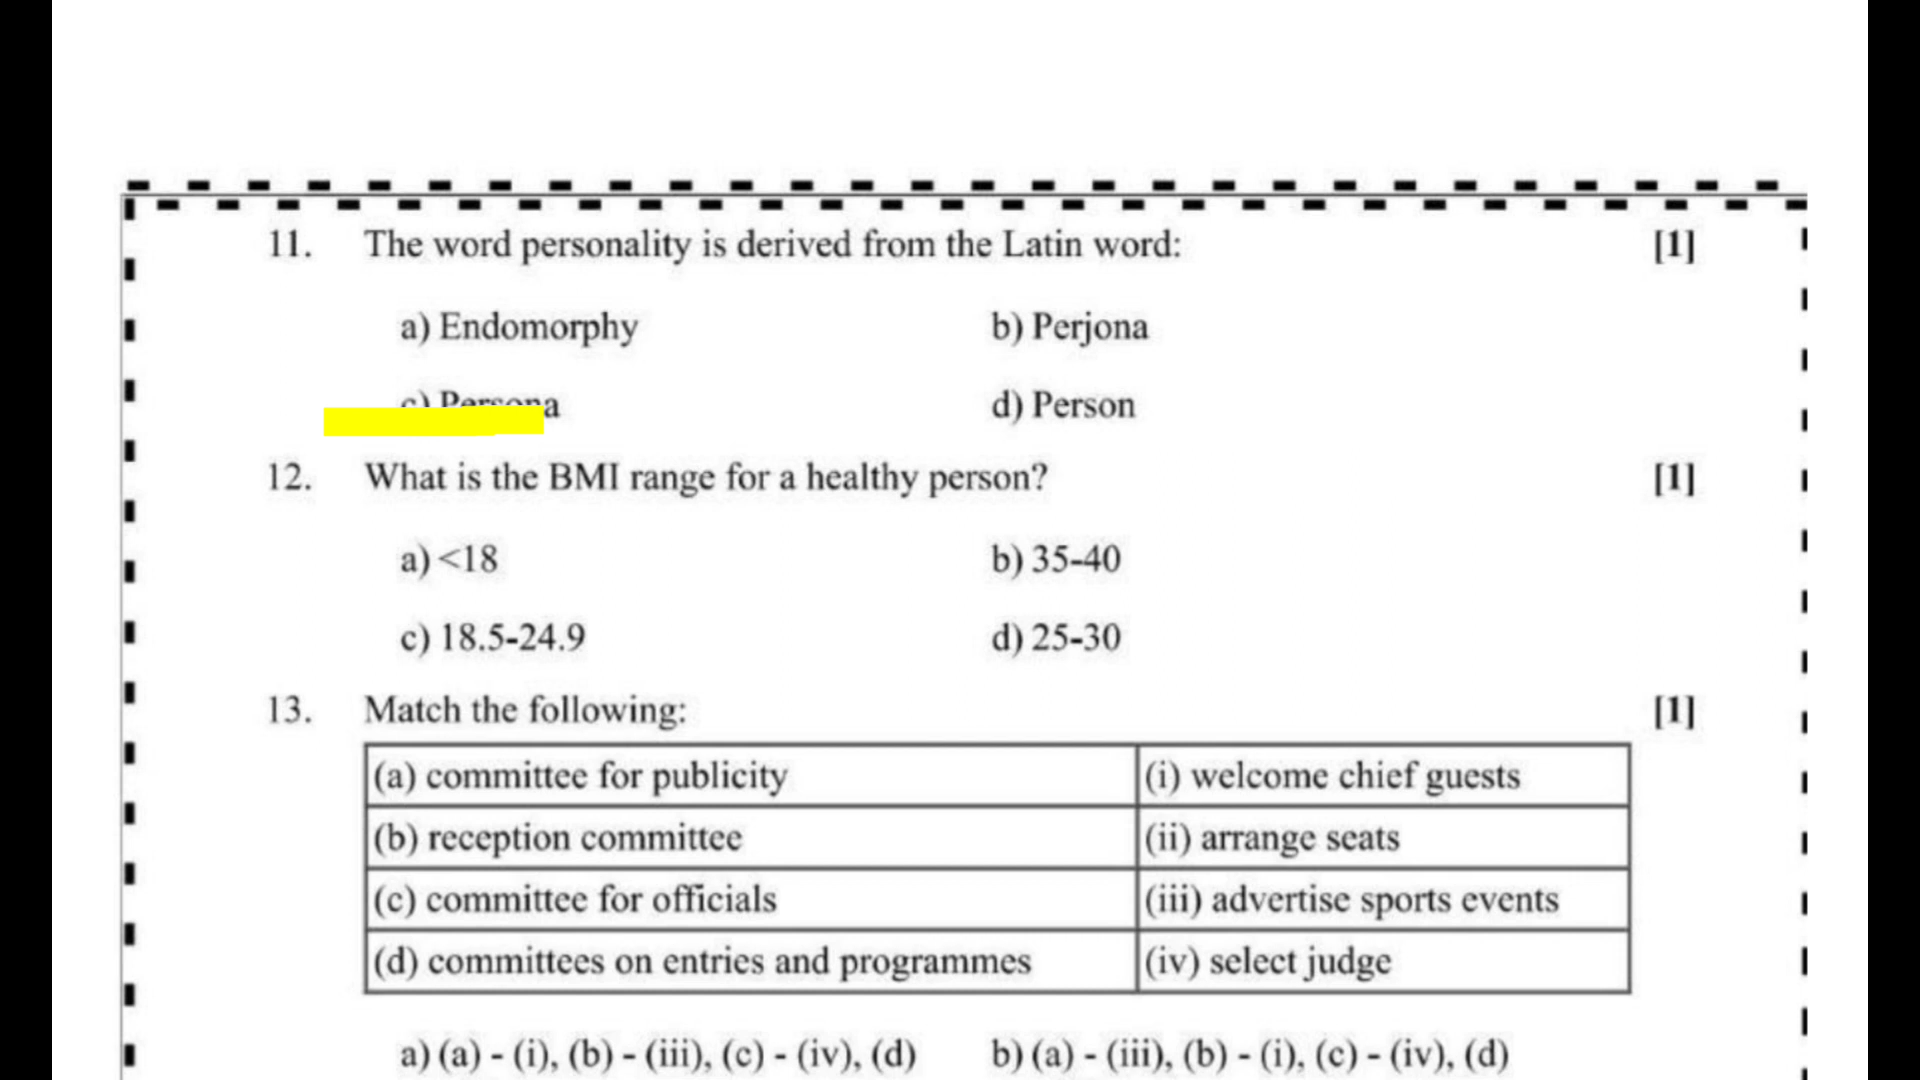 11. The word personality is derived from the Latin word: [1]
a) Endomorphy b) Perjona
c) Persona d) Person
12. What is the BMI range for a healthy person? [1]
a) <18 b) 35-40
c) 18.5-24.9 d) 25-30
13. Match the following: [1]
(a) committee for publicity (i) welcome chief guests
(b) reception committee (ii) arrange seats
(c) committee for officials (iii) advertise sports events
(d) committees on entries and programmes (iv) select judge
a) (a) - (i), (b) - (iii), (c) - (iv), (d) b) (a) - (iii), (b) - (i), (c) - (iv), (d)